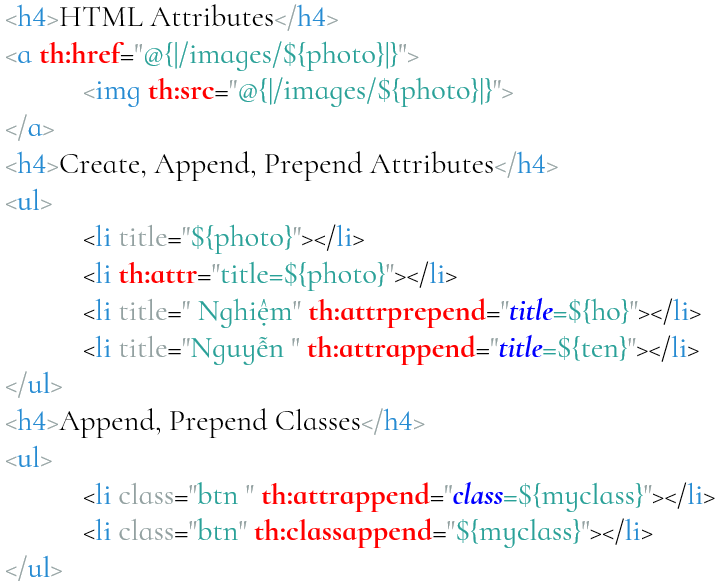 <h4>HTML Attributes</h4>
<a th:href="@{|/images/${photo}|}">
<img th:src="@{|/images/${photo}|}">
</a>
<h4>Create, Append, Prepend Attributes</h4>
<ul>
<li title="${photo}"></li>
<li th:attr="title=${photo}"></li>
<li title=" Nghiệm" th:attrprepend="title=${ho}"></li>
<li title="Nguyễn " th:attrappend="title=${ten}"></li>
</ul>
<h4>Append, Prepend Classes</h4>
<ul>
<li class="btn " th:attrappend="class=${myclass}"></li>
<li class="btn" th:classappend="${myclass}"></li>
</ul>